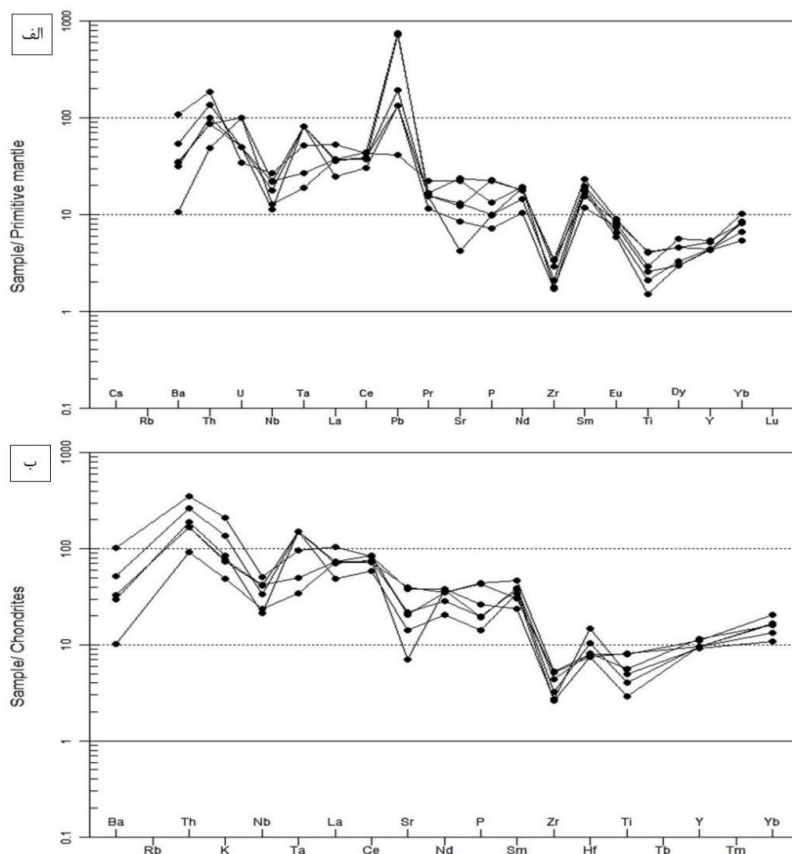 الف
1000
100
10
1
0.1
Sample/ Primitive mantle
Cs Ba U Ta Ce Pr P Zr Eu Dy Yb
Rb Th Nb La Pb Sr Nd Sm Ti Y Lu
ب
1000
100
10
1
0.1
Sample/ Chondrites
Ba Th Nb La Sr P Zr Ti Y Yb
Rb K Ta Ce Nd Sm Hf Tb Tm